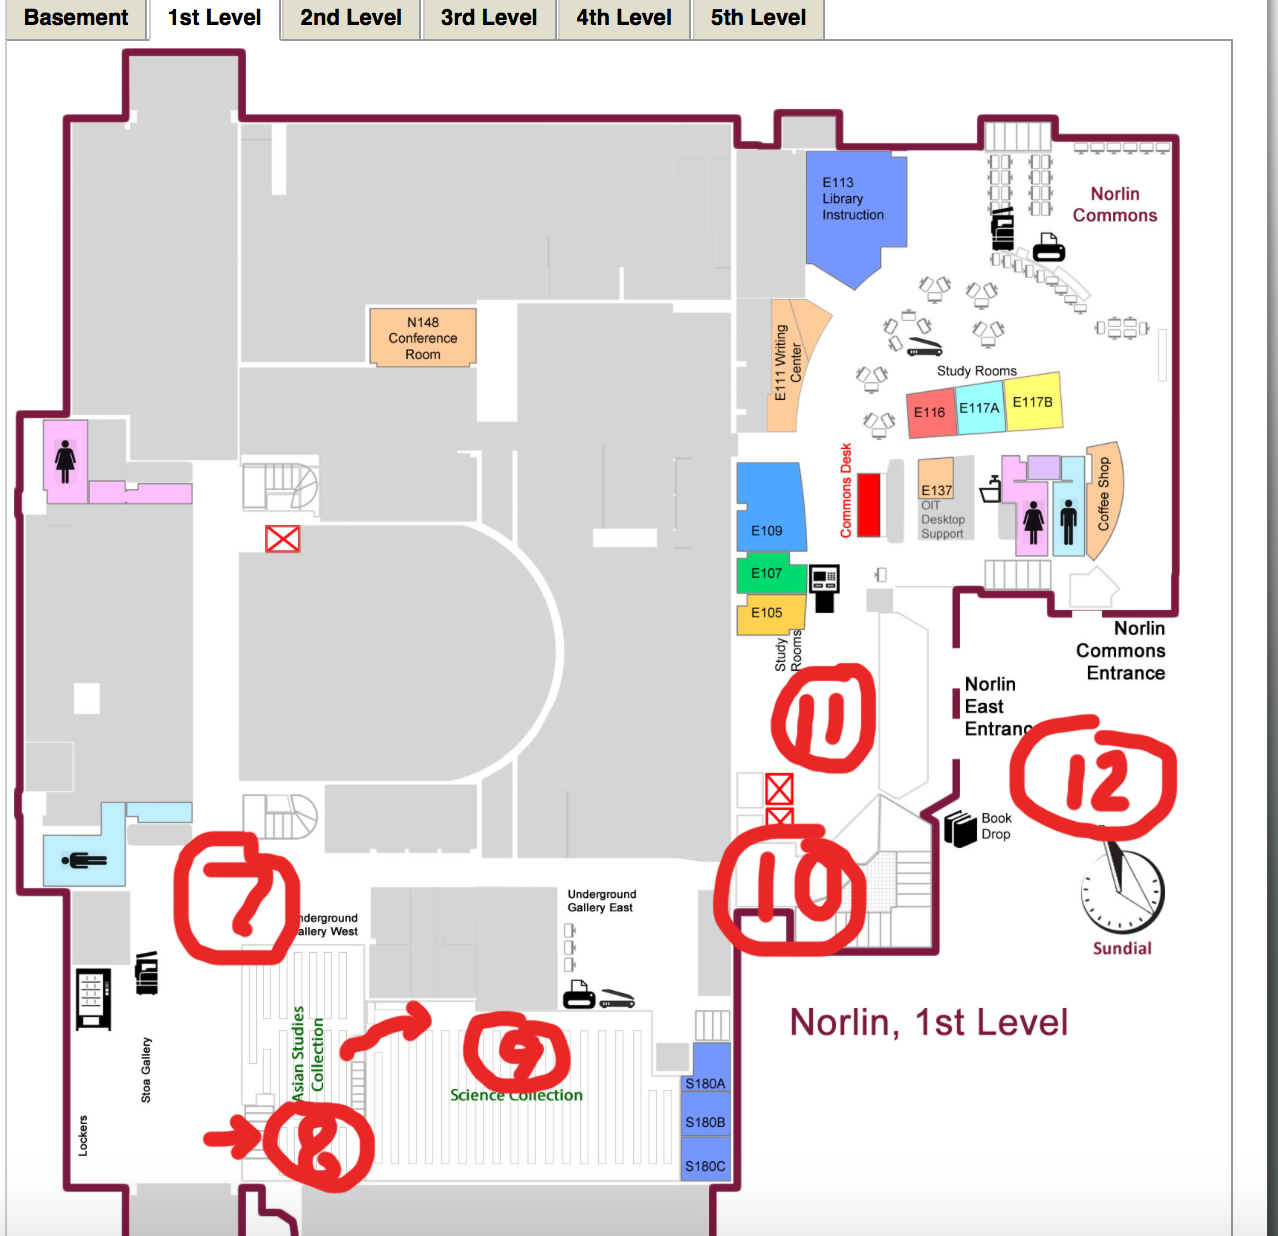 Basement
1st Level
2nd Level
3rd Level
4th Level
5th Level
E113
Library
Instruction
Norlin
Commons
N148
Conference
Room
E111 Writing
Center
Study Rooms
E116
E117A
E117B
Commons Desk
E137
OIT
Desktop
Support
Coffee Shop
E109
E107
E105
Study
Rooms
Norlin
Commons
Entrance
Norlin
East
Entranc
11
12
Book
Drop
7
10
nderground
allery West
Underground
Gallery East
Sundial
Stoa Gallery
Asian Studies
Collection
9
Science Collection
Norlin, 1st Level
S180A
S180B
S180C
Lockers
8